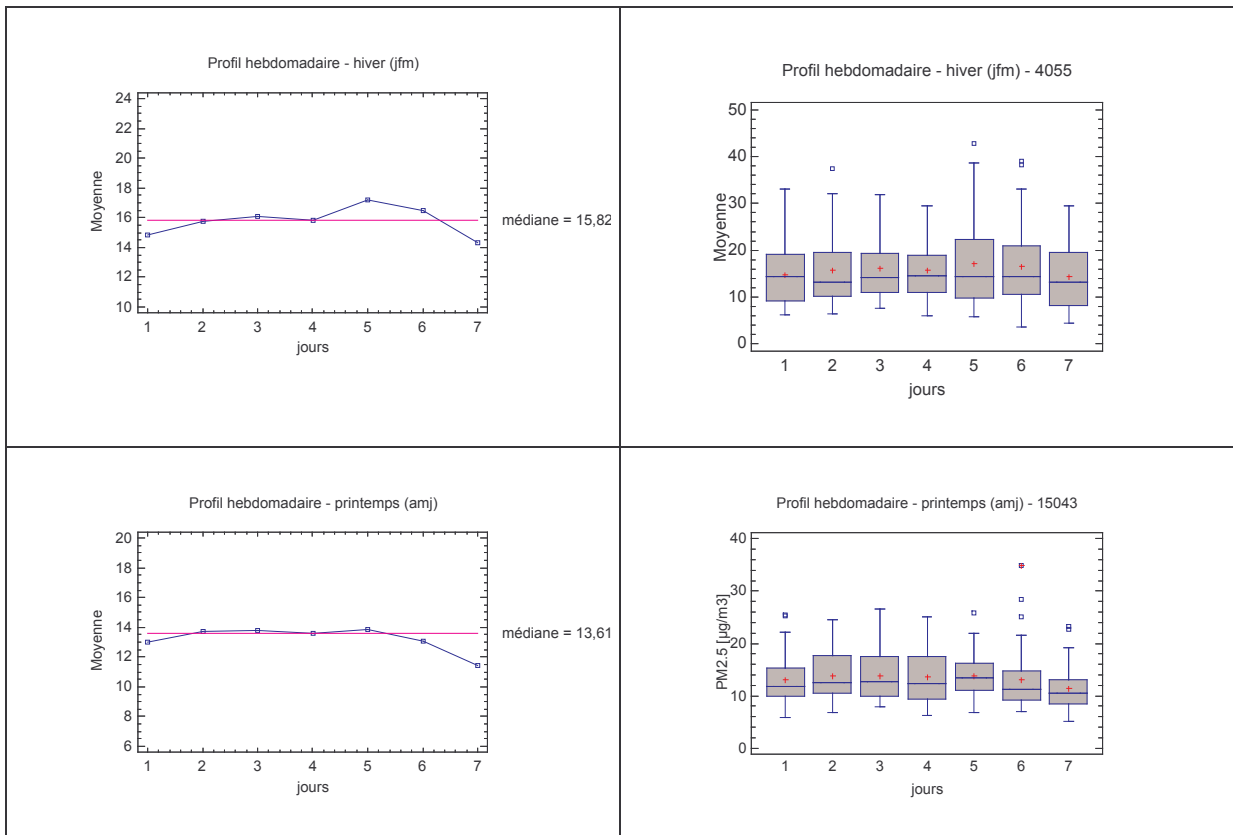 Profil hebdomadaire - hiver (jfm)
Moyenne
24
22
20
18
16
14
12
10
1 2 3 4 5 6 7
jours
médiane = 15,82
Profil hebdomadaire - hiver (jfm) - 4055
Moyenne
50
40
30
20
10
0
1 2 3 4 5 6 7
jours
Profil hebdomadaire - printemps (amj)
Moyenne
20
18
16
14
12
10
8
6
1 2 3 4 5 6 7
jours
médiane = 13,61
Profil hebdomadaire - printemps (amj) - 15043
PM2.5 [µg/m3]
40
30
20
10
0
1 2 3 4 5 6 7
jours